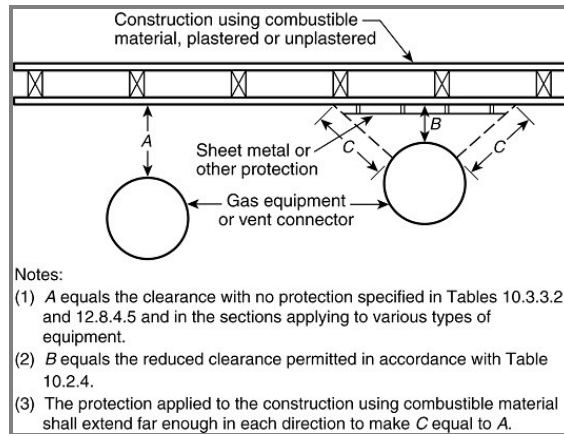 Construction using combustible
material, plastered or unplastered
A
B
Sheet metal or
other protection
C
C
Gas equipment
or vent connector
Notes:
(1) A equals the clearance with no protection specified in Tables 10.3.3.2
and 12.8.4.5 and in the sections applying to various types of
equipment.
(2) B equals the reduced clearance permitted in accordance with Table
10.2.4.
(3) The protection applied to the construction using combustible material
shall extend far enough in each direction to make C equal to A.